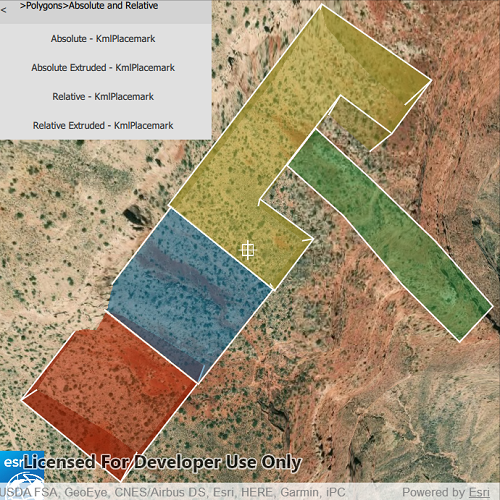 <
>Polygons>Absolute and Relative
Absolute - KmlPlacemark
Absolute Extruded - KmlPlacemark
Relative - KmlPlacemark
Relative Extruded - KmlPlacemark
esri
Licensed For Developer Use Only
USDA FSA, GeoEye, CNES/Airbus DS, Esri, HERE, Garmin, iPC
Powered by Esri